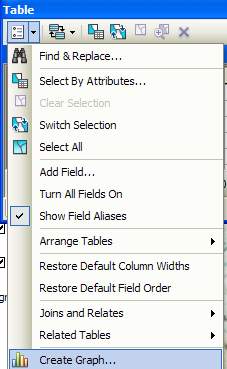 Table
Find & Replace...
Select By Attributes...
Clear Selection
Switch Selection
Select All
Add Field...
Turn All Fields On
Show Field Aliases
Arrange Tables
Restore Default Column Widths
Restore Default Field Order
Joins and Relates
Related Tables
Create Graph...